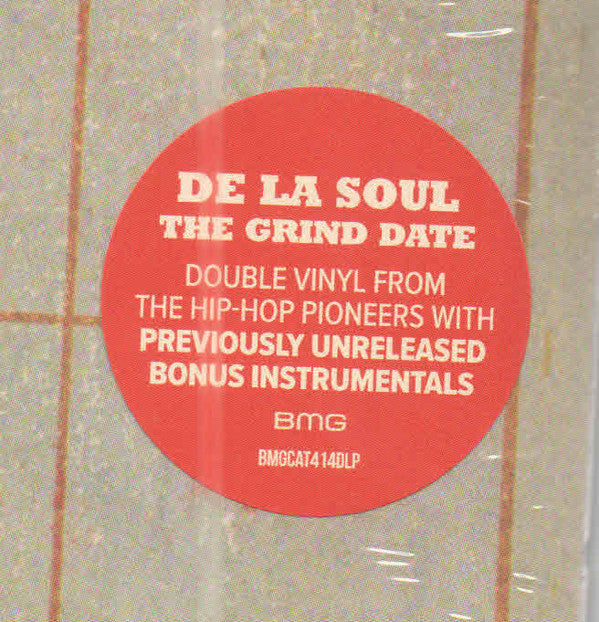 DE LA SOUL
THE GRIND DATE
DOUBLE VINYL FROM
THE HIP-HOP PIONEERS WITH
PREVIOUSLY UNRELEASED
BONUS INSTRUMENTALS
BMG
BMGCAT414DLP